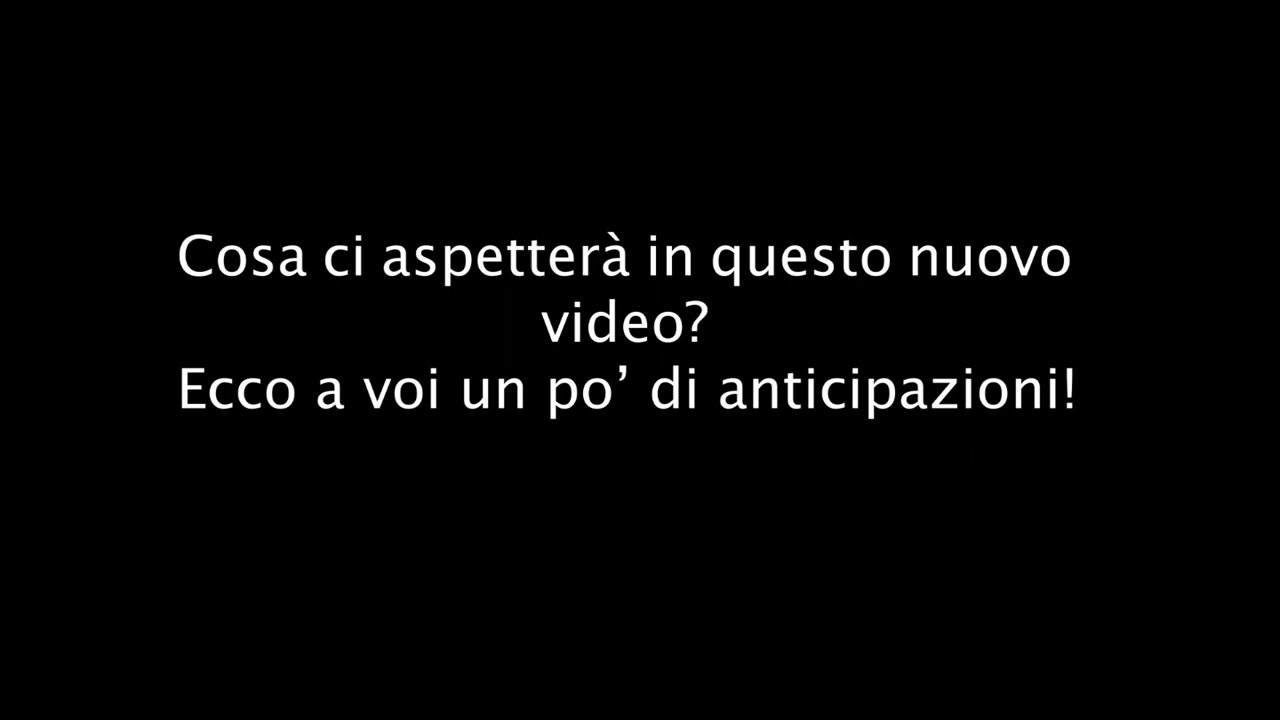 Cosa ci aspetterà in questo nuovo
video?
Ecco a voi un po’ di anticipazioni!